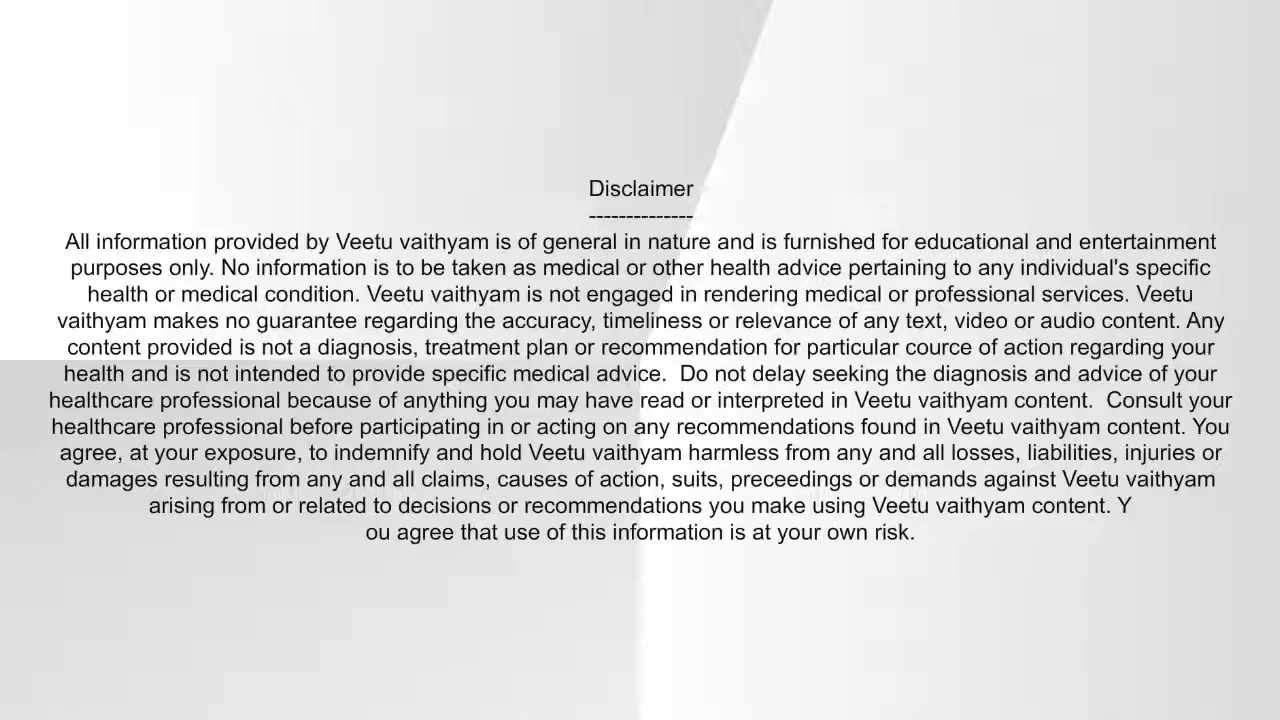 Disclaimer
--------------
All information provided by Veetu vaithyam is of general in nature and is furnished for educational and entertainment
purposes only. No information is to be taken as medical or other health advice pertaining to any individual's specific
health or medical condition. Veetu vaithyam is not engaged in rendering medical or professional services. Veetu
vaithyam makes no guarantee regarding the accuracy, timeliness or relevance of any text, video or audio content. Any
content provided is not a diagnosis, treatment plan or recommendation for particular cource of action regarding your
health and is not intended to provide specific medical advice.  Do not delay seeking the diagnosis and advice of your
healthcare professional because of anything you may have read or interpreted in Veetu vaithyam content.  Consult your
healthcare professional before participating in or acting on any recommendations found in Veetu vaithyam content. You
agree, at your exposure, to indemnify and hold Veetu vaithyam harmless from any and all losses, liabilities, injuries or
damages resulting from any and all claims, causes of action, suits, preceedings or demands against Veetu vaithyam
arising from or related to decisions or recommendations you make using Veetu vaithyam content. Y
ou agree that use of this information is at your own risk.